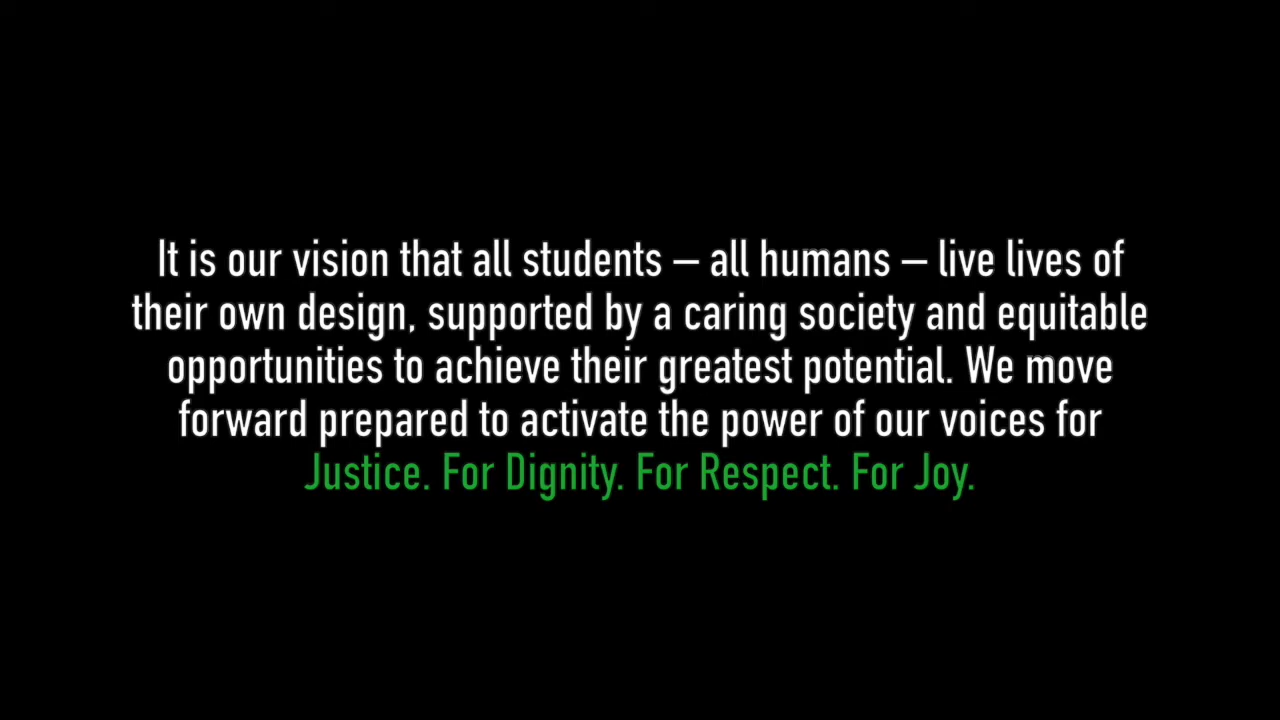 It is our vision that all students – all humans – live lives of
their own design, supported by a caring society and equitable
opportunities to achieve their greatest potential. We move
forward prepared to activate the power of our voices for
Justice. For Dignity. For Respect. For Joy.